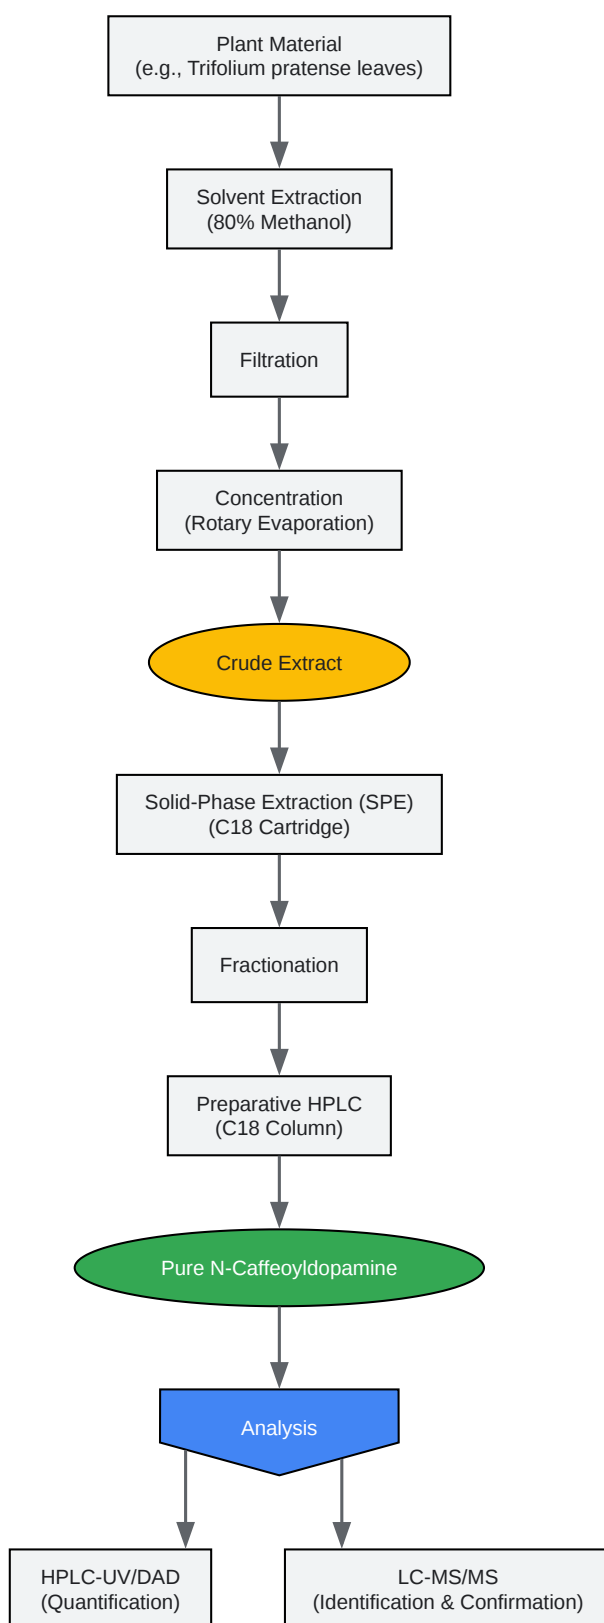 Plant Material
(e.g., Trifolium pratense leaves)
Solvent Extraction
(80% Methanol)
Filtration
Concentration
(Rotary Evaporation)
Crude Extract
Solid-Phase Extraction (SPE)
(C18 Cartridge)
Fractionation
Preparative HPLC
(C18 Column)
Pure N-Caffeoyldopamine
Analysis
HPLC-UV/DAD
(Quantification)
LC-MS/MS
(Identification & Confirmation)